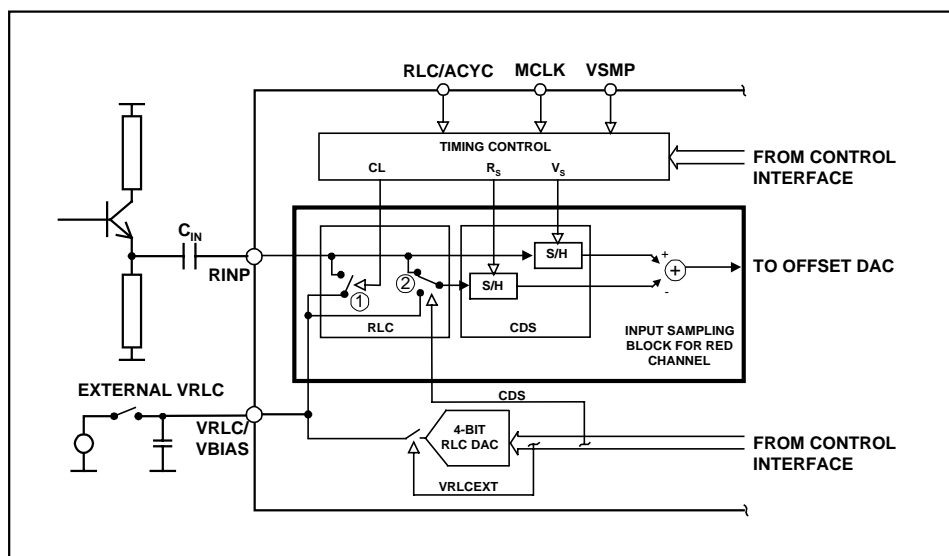 RLC/ACYC MCLK VSMP
TIMING CONTROL
CL RS VS
FROM CONTROL
INTERFACE
CIN
RINP
S/H
S/H
+
+
-
1
2
RLC
CDS
TO OFFSET DAC
INPUT SAMPLING
BLOCK FOR RED
CHANNEL
EXTERNAL VRLC
VRLC/
VBIAS
CDS
4-BIT
RLC DAC
VRLCEXT
FROM CONTROL
INTERFACE